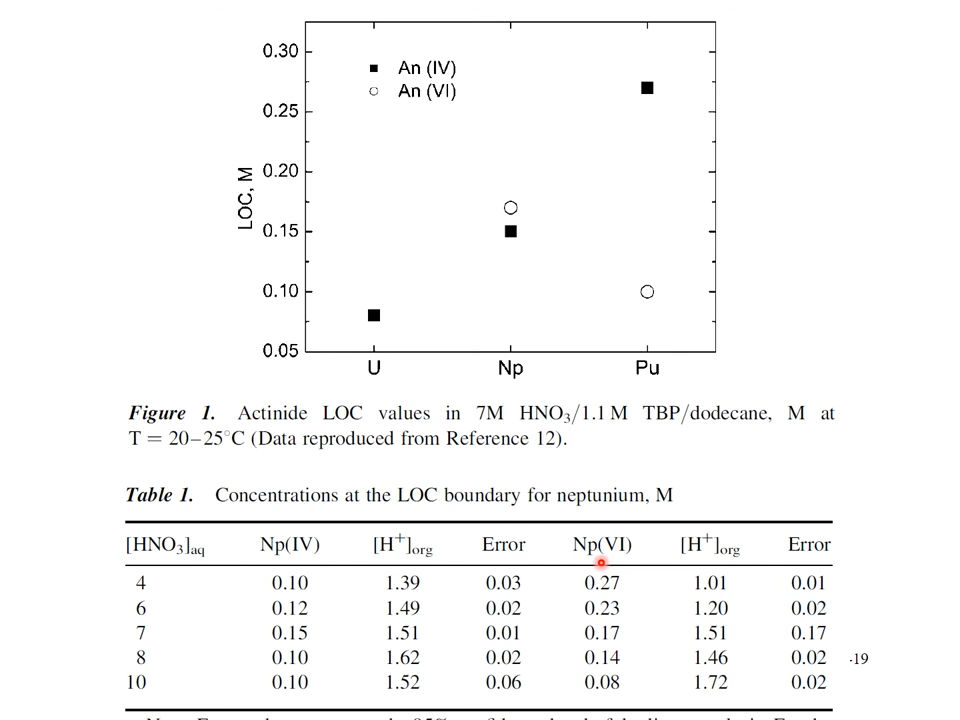 0.30
0.25
0.20
0.15
0.10
0.05
LOC, M
An (IV)
An (VI)
U Np Pu
Figure 1. Actinide LOC values in 7M HNO3/1.1 M TBP/dodecane, M at
T = 20–25°C (Data reproduced from Reference 12).
Table 1. Concentrations at the LOC boundary for neptunium, M
[HNO3]aq Np(IV) [H+]org Error Np(VI) [H+]org Error
4 0.10 1.39 0.03 0.27 1.01 0.01
6 0.12 1.49 0.02 0.23 1.20 0.02
7 0.15 1.51 0.01 0.17 1.51 0.17
8 0.10 1.62 0.02 0.14 1.46 0.02
-19
10 0.10 1.52 0.06 0.08 1.72 0.02